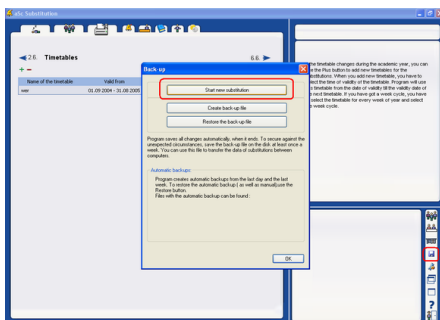 aSc Substitution
2.6. Timetables
6.6.
+ -
Name of the timetable Valid from
01.09.2004 - 31.08.2005
Back-up
Start new substitution
Create back-up file
Restore the back-up file
Program saves all changes automatically, when it ends. To secure against the
unexpected circumstances, save the back-up file on the disk at least once a
week. You can use this file to transfer the data of substitutions between
computers.
Automatic backups:
Program creates automatic backups from the last day and the last
week. To restore the automatic backup ( as well as manual)use the
Restore button.
Files with the automatic backup can be found :
OK
the timetable changes during the academic year, you can
e the Plus button to add new timetables for the
bstitutions. When you add new timetable, you have to
lect the time of validity of the timetable. Program will use
s timetable from the date of validity till the validity date of
e next timetable. If you have got a week cycle, you have
select the timetable for every week of year and select
e week cycle.